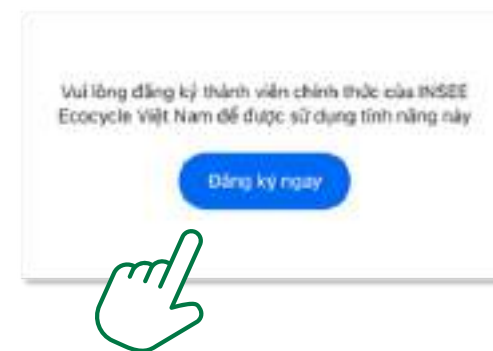 Vui lòng đăng ký thành viên chính thức của INSEE
Ecocycle Việt Nam để được sử dụng tính năng này
Đăng ký ngay